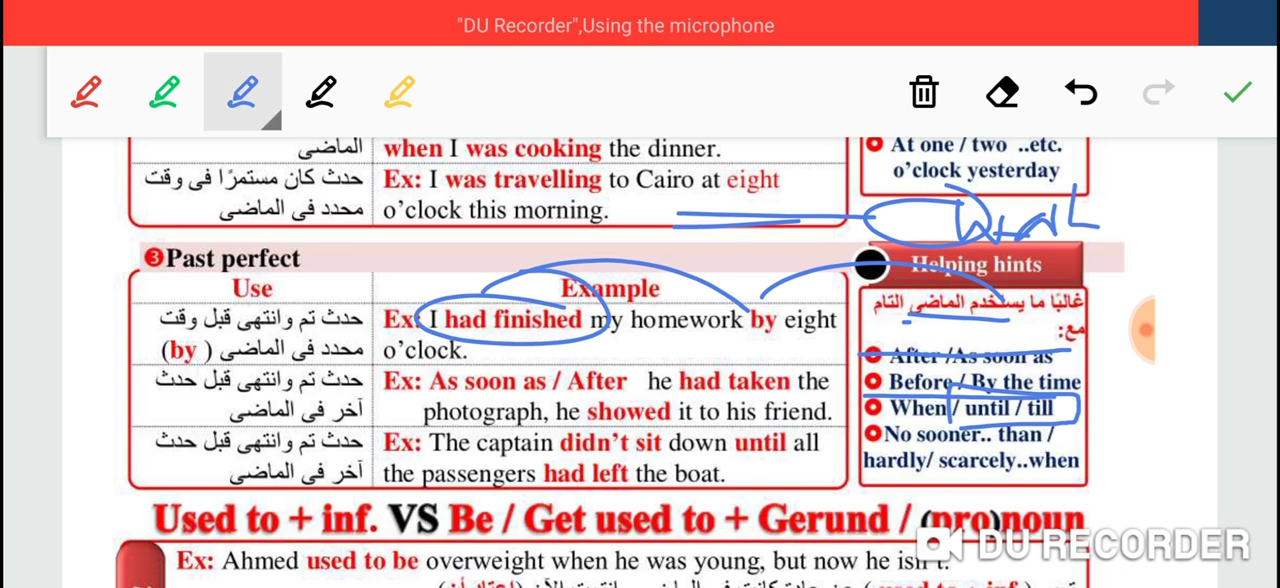 "DU Recorder",Using the microphone
الماضى
when I was cooking the dinner.
حدث كان مستمرًا فى وقت
محدد فى الماضى
Ex: I was travelling to Cairo at eight
o'clock this morning.
At one / two ..etc.
o'clock yesterday
❸Past perfect
Use
Example
حدث تم وانتهى قبل وقت
محدد فى الماضى ( by)
Ex: I had finished my homework by eight
o'clock.
حدث تم وانتهى قبل حدث
آخر فى الماضى
Ex: As soon as / After he had taken the
photograph, he showed it to his friend.
حدث تم وانتهى قبل حدث
آخر فى الماضى
Ex: The captain didn't sit down until all
the passengers had left the boat.
Helping hints
غالبًا ما يستخدم الماضى التام
مع:
After /As soon as
Before / By the time
When / until / till
No sooner.. than /
hardly/ scarcely..when
Used to + inf. VS Be / Get used to + Gerund / (pro)noun
Ex: Ahmed used to be overweight when he was young, but now he isn't.
DU RECORDER